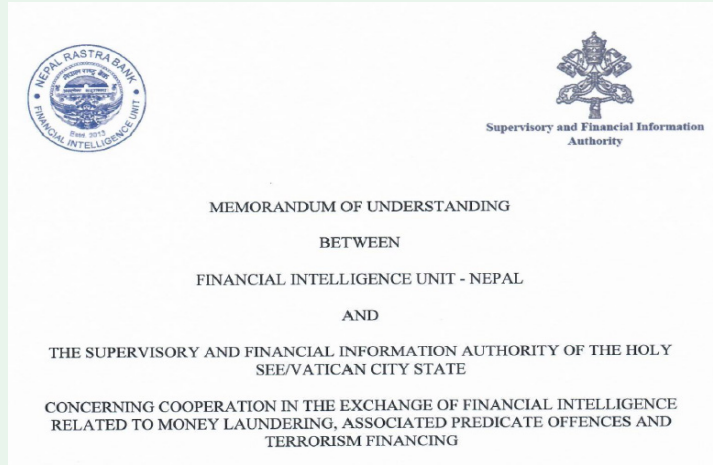 NEPAL RASTRA BANK
नेपाल राष्ट्र बैंक
Estd. 2013
FINANCIAL INTELLIGENCE UNIT
Supervisory and Financial Information
Authority
MEMORANDUM OF UNDERSTANDING
BETWEEN
FINANCIAL INTELLIGENCE UNIT - NEPAL
AND
THE SUPERVISORY AND FINANCIAL INFORMATION AUTHORITY OF THE HOLY
SEE/VATICAN CITY STATE
CONCERNING COOPERATION IN THE EXCHANGE OF FINANCIAL INTELLIGENCE
RELATED TO MONEY LAUNDERING, ASSOCIATED PREDICATE OFFENCES AND
TERRORISM FINANCING